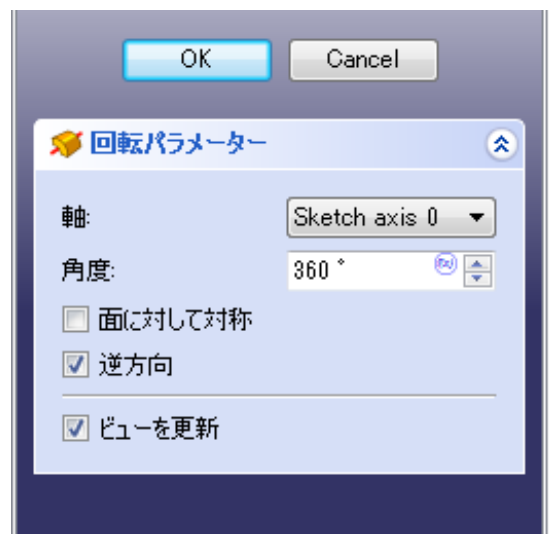 OK Cancel
回転パラメーター
軸: Sketch axis 0
角度: 360 °
面に対して対称
逆方向
ビューを更新